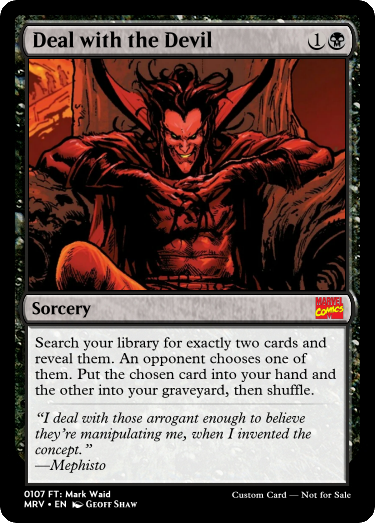 Deal with the Devil 1
Sorcery
MARVEL
COMICS
Search your library for exactly two cards and
reveal them. An opponent chooses one of
them. Put the chosen card into your hand and
the other into your graveyard, then shuffle.
“I deal with those arrogant enough to believe
they’re manipulating me, when I invented the
concept.”
—Mephisto
0107 FT: Mark Waid
MRV • EN Geoff Shaw
Custom Card — Not for Sale